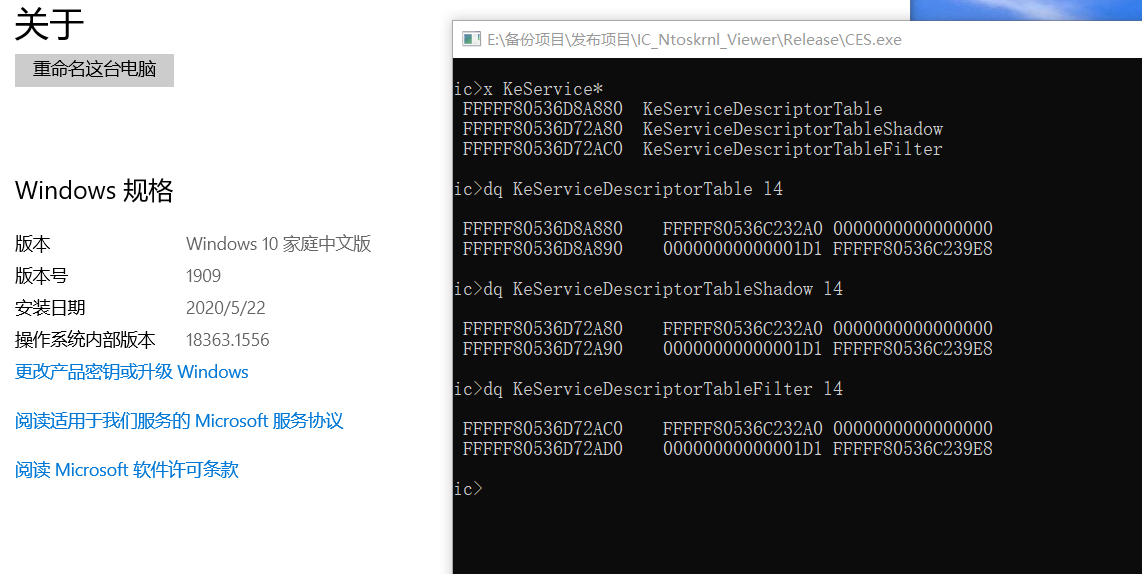 关于
重命名这台电脑
Windows 规格
版本 Windows 10 家庭中文版
版本号 1909
安装日期 2020/5/22
操作系统内部版本 18363.1556
更改产品密钥或升级 Windows
阅读适用于我们服务的 Microsoft 服务协议
阅读 Microsoft 软件许可条款
E:\备份项目\发布项目\IC_Ntoskrnl_Viewer\Release\CES.exe
ic>x KeService*
FFFFF80536D8A880 KeServiceDescriptorTable
FFFFF80536D72A80 KeServiceDescriptorTableShadow
FFFFF80536D72AC0 KeServiceDescriptorTableFilter
ic>dq KeServiceDescriptorTable l4
FFFFF80536D8A880 FFFFF80536C232A0 0000000000000000
FFFFF80536D8A890 00000000000001D1 FFFFF80536C239E8
ic>dq KeServiceDescriptorTableShadow l4
FFFFF80536D72A80 FFFFF80536C232A0 0000000000000000
FFFFF80536D72A90 00000000000001D1 FFFFF80536C239E8
ic>dq KeServiceDescriptorTableFilter l4
FFFFF80536D72AC0 FFFFF80536C232A0 0000000000000000
FFFFF80536D72AD0 00000000000001D1 FFFFF80536C239E8
ic>